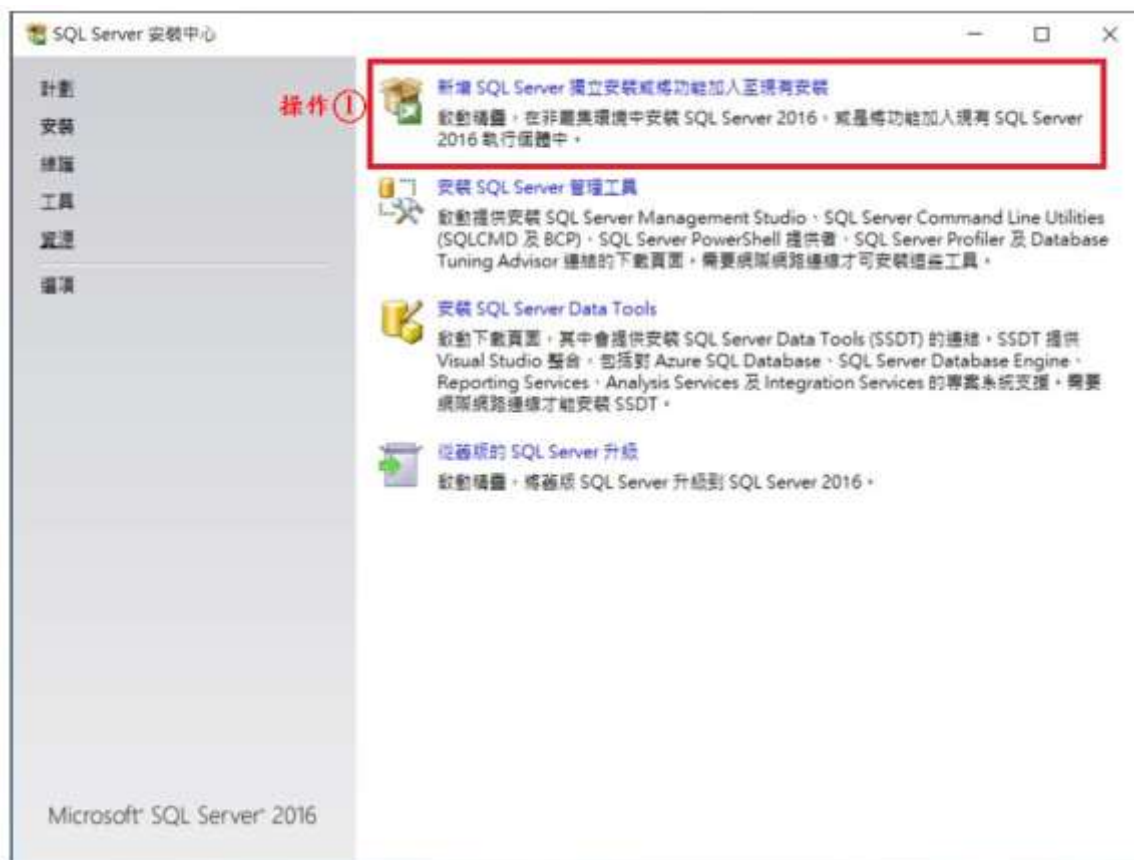 SQL Server 安裝中心
計劃
安裝
維護
工具
資源
選項
操作①
新增 SQL Server 獨立安裝或將功能加入至現有安裝
啟動精靈，在非叢集環境中安裝 SQL Server 2016，或是將功能加入現有 SQL Server
2016 執行個體中。
安裝 SQL Server 管理工具
啟動提供安裝 SQL Server Management Studio、SQL Server Command Line Utilities
(SQLCMD 及 BCP)、SQL Server PowerShell 提供者、SQL Server Profiler 及 Database
Tuning Advisor 連結的下載頁面。需要網際網路連線才可安裝這些工具。
安裝 SQL Server Data Tools
啟動下載頁面，其中會提供安裝 SQL Server Data Tools (SSDT) 的連結。SSDT 提供
Visual Studio 整合，包括對 Azure SQL Database、SQL Server Database Engine、
Reporting Services、Analysis Services 及 Integration Services 的專案系統支援。需要
網際網路連線才能安裝 SSDT。
從舊版的 SQL Server 升級
啟動精靈，將舊版 SQL Server 升級到 SQL Server 2016。
Microsoft® SQL Server® 2016